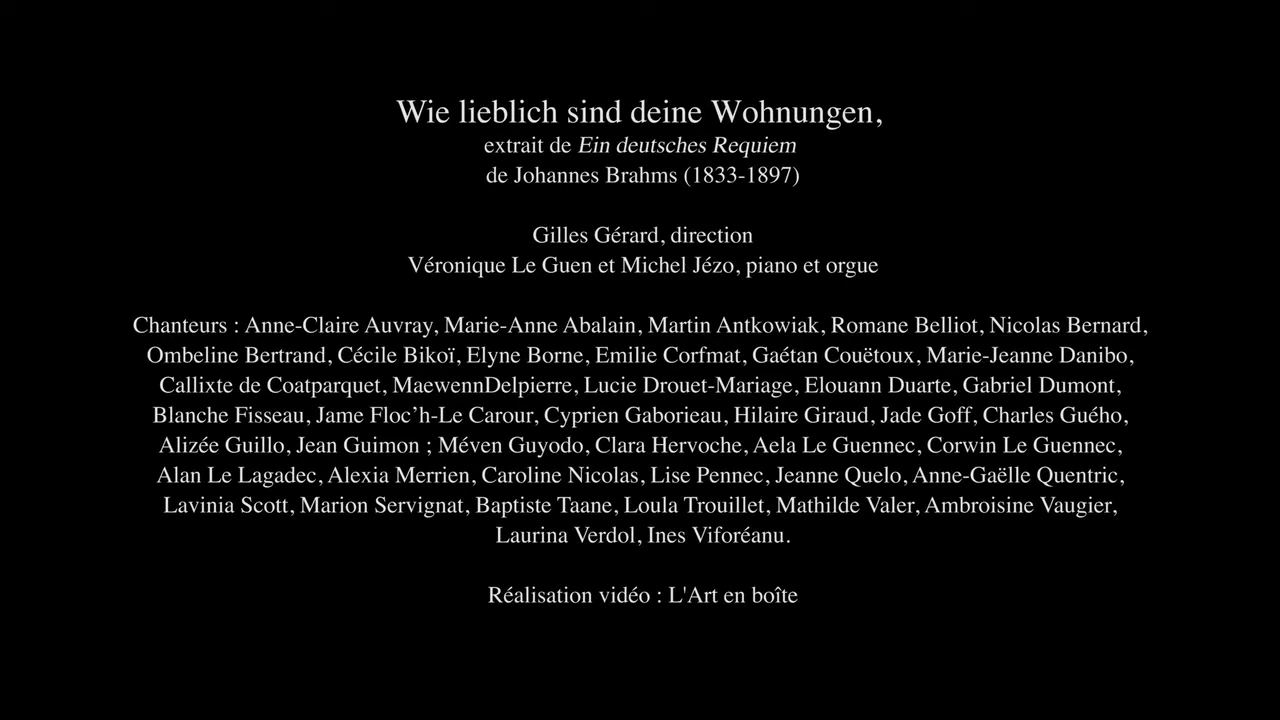 Wie lieblich sind deine Wohnungen,
extrait de Ein deutsches Requiem
de Johannes Brahms (1833-1897)
Gilles Gérard, direction
Véronique Le Guen et Michel Jézo, piano et orgue
Chanteurs : Anne-Claire Auvray, Marie-Anne Abalain, Martin Antkowiak, Romane Belliot, Nicolas Bernard,
Ombeline Bertrand, Cécile Bikoï, Elyne Borne, Emilie Corfmat, Gaétan Couëtoux, Marie-Jeanne Danibo,
Callixte de Coatparquet, MaewennDelpierre, Lucie Drouet-Mariage, Elouann Duarte, Gabriel Dumont,
Blanche Fisseau, Jame Floc’h-Le Carour, Cyprien Gaborieau, Hilaire Giraud, Jade Goff, Charles Guého,
Alizée Guillo, Jean Guimon ; Méven Guyodo, Clara Hervoche, Aela Le Guennec, Corwin Le Guennec,
Alan Le Lagadec, Alexia Merrien, Caroline Nicolas, Lise Pennec, Jeanne Quelo, Anne-Gaëlle Quentric,
Lavinia Scott, Marion Servignat, Baptiste Taane, Loula Trouillet, Mathilde Valer, Ambroisine Vaugier,
Laurina Verdol, Ines Viforéanu.
Réalisation vidéo : L'Art en boîte